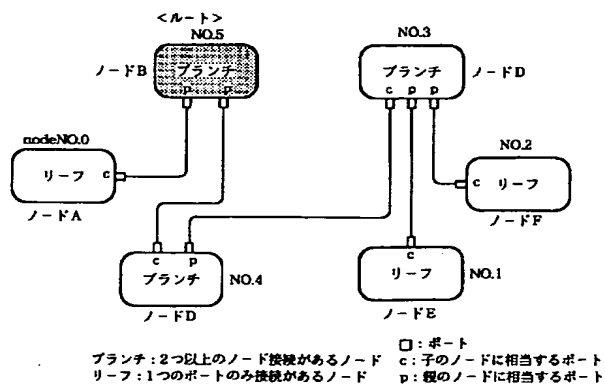 <ルート>
NO.5
ノードB
ブランチ
p p
NO.3
ブランチ
ノードD
c p p
nodeNO.0
リーフ c
ノードA
NO.2
c リーフ
ノードF
c p
ブランチ
NO.4
ノードD
c
リーフ
NO.1
ノードE
□:ポート
ブランチ:2つ以上のノード接続があるノード c:子のノードに相当するポート
リーフ:1つのポートのみ接続があるノード p:親のノードに相当するポート